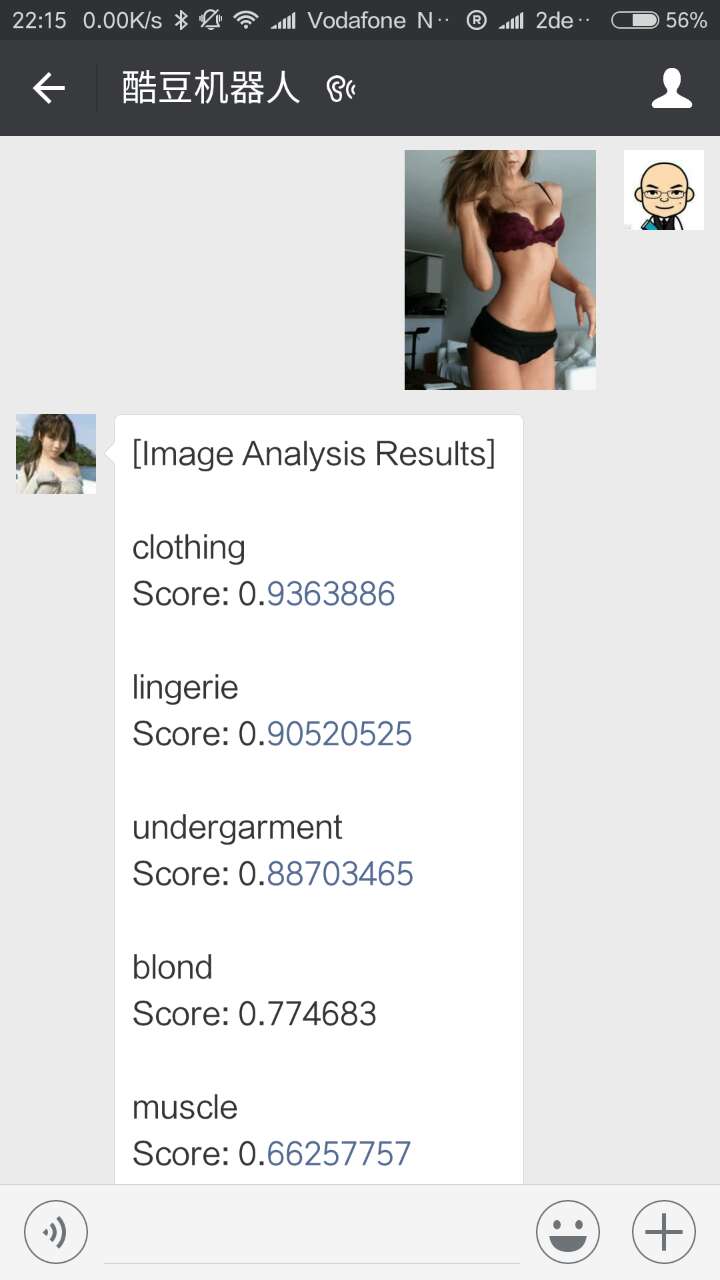 22:15 0.00K/s Vodafone N·· R 2de·· 56%
酷豆机器人
[Image Analysis Results]
clothing
Score: 0.9363886
lingerie
Score: 0.90520525
undergarment
Score: 0.88703465
blond
Score: 0.774683
muscle
Score: 0.66257757